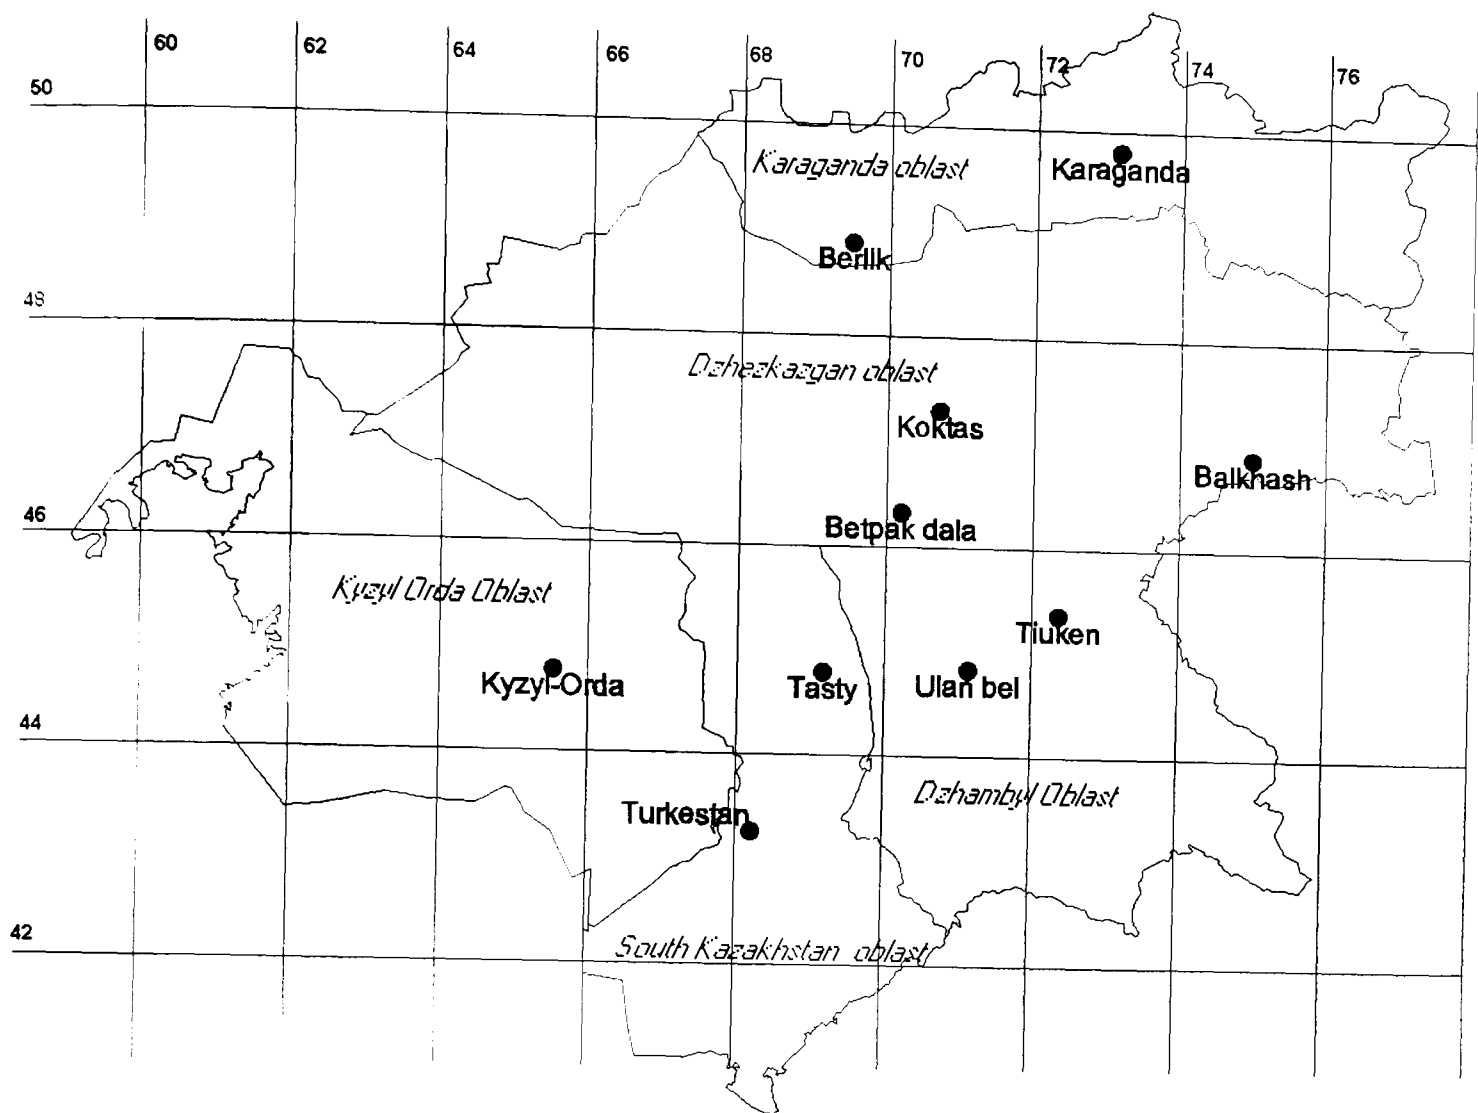 60
62
64
66
68
70
72
74
76
50
Karaganda oblast
Karaganda
Berlik
48
Dzhezkazgan oblast
Koktas
Balkhash
Betpak dala
46
Kyzyl Orda Oblast
Tiuken
Kyzyl-Orda
Tasty
Ulan bel
44
Dzhambyl Oblast
Turkestan
42
South Kazakhstan oblast